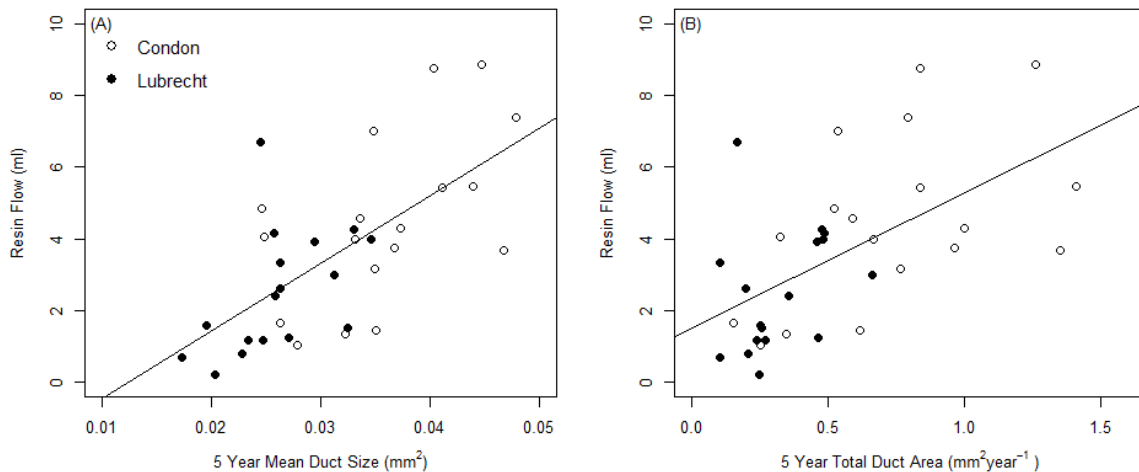 (A)
Condon
Lubrecht
Resin Flow (ml)
10
8
6
4
2
0
0.01 0.02 0.03 0.04 0.05
5 Year Mean Duct Size (mm²)
(B)
Resin Flow (ml)
10
8
6
4
2
0
0.0 0.5 1.0 1.5
5 Year Total Duct Area (mm²year⁻¹ )